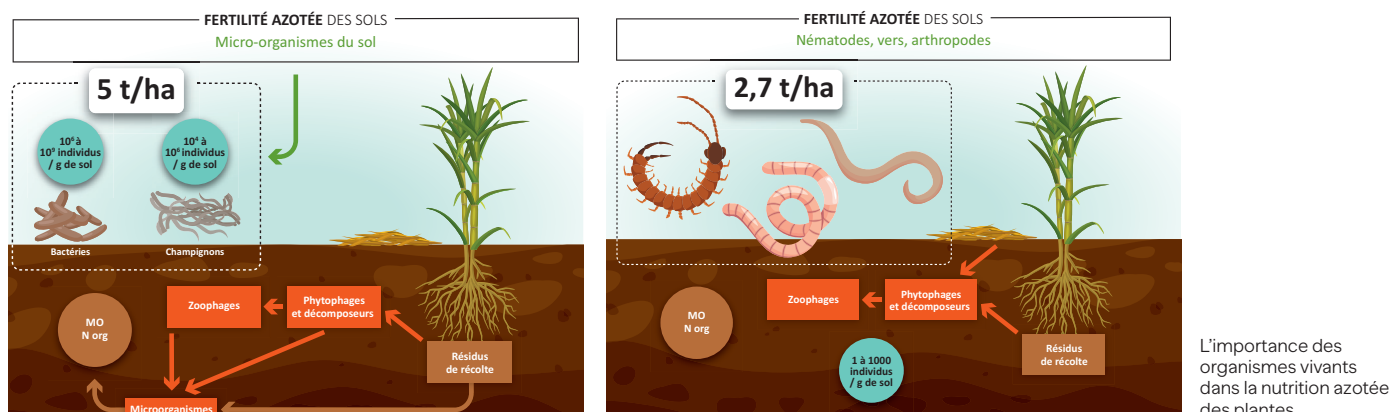 FERTILITÉ AZOTÉE DES SOLS
Micro-organismes du sol
5 t/ha
10⁶ à
10⁹ individus
/ g de sol
10⁴ à
10⁶ individus
/ g de sol
Bactéries
Champignons
MO
N org
Zoophages
Phytophages
et décomposeurs
Résidus
de récolte
Microorganismes
FERTILITÉ AZOTÉE DES SOLS
Nématodes, vers, arthropodes
2,7 t/ha
MO
N org
Zoophages
Phytophages
et décomposeurs
1 à 1000
individus
/ g de sol
Résidus
de récolte
L'importance des
organismes vivants
dans la nutrition azotée
des plantes